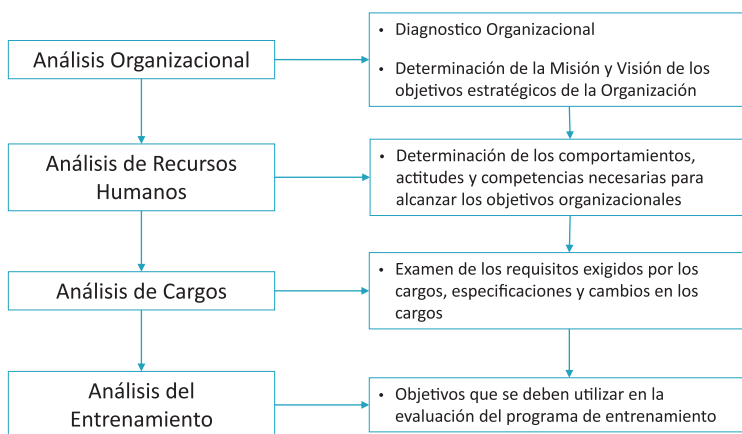 Análisis Organizacional
• Diagnostico Organizacional
• Determinación de la Misión y Visión de los
objetivos estratégicos de la Organización
Análisis de Recursos
Humanos
• Determinación de los comportamientos,
actitudes y competencias necesarias para
alcanzar los objetivos organizacionales
Análisis de Cargos
• Examen de los requisitos exigidos por los
cargos, especificaciones y cambios en los
cargos
Análisis del
Entrenamiento
• Objetivos que se deben utilizar en la
evaluación del programa de entrenamiento